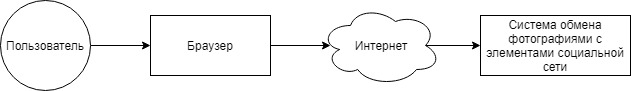 Пользователь
Браузер
Интернет
Система обмена
фотографиями с
элементами социальной
сети